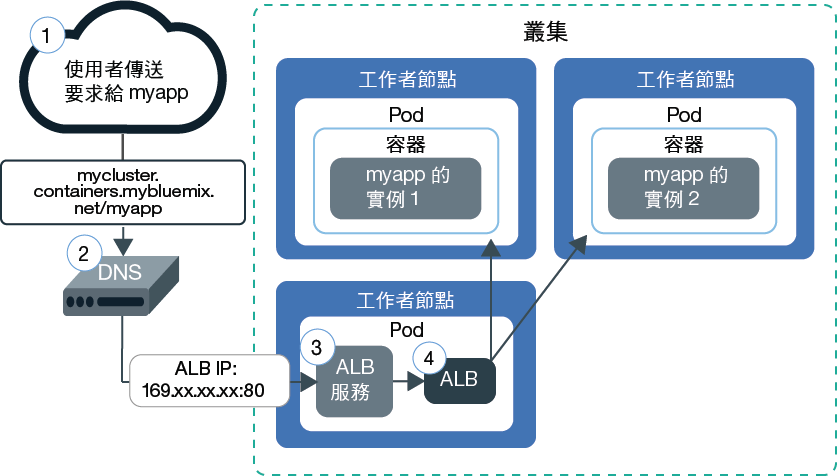 1
使用者傳送
要求給 myapp
mycluster.
containers.mybluemix.
net/myapp
2
DNS
ALB IP:
169.xx.xx.xx:80
叢集
工作者節點
Pod
容器
myapp 的
實例 1
工作者節點
Pod
容器
myapp 的
實例 2
工作者節點
Pod
3
ALB
服務
4
ALB